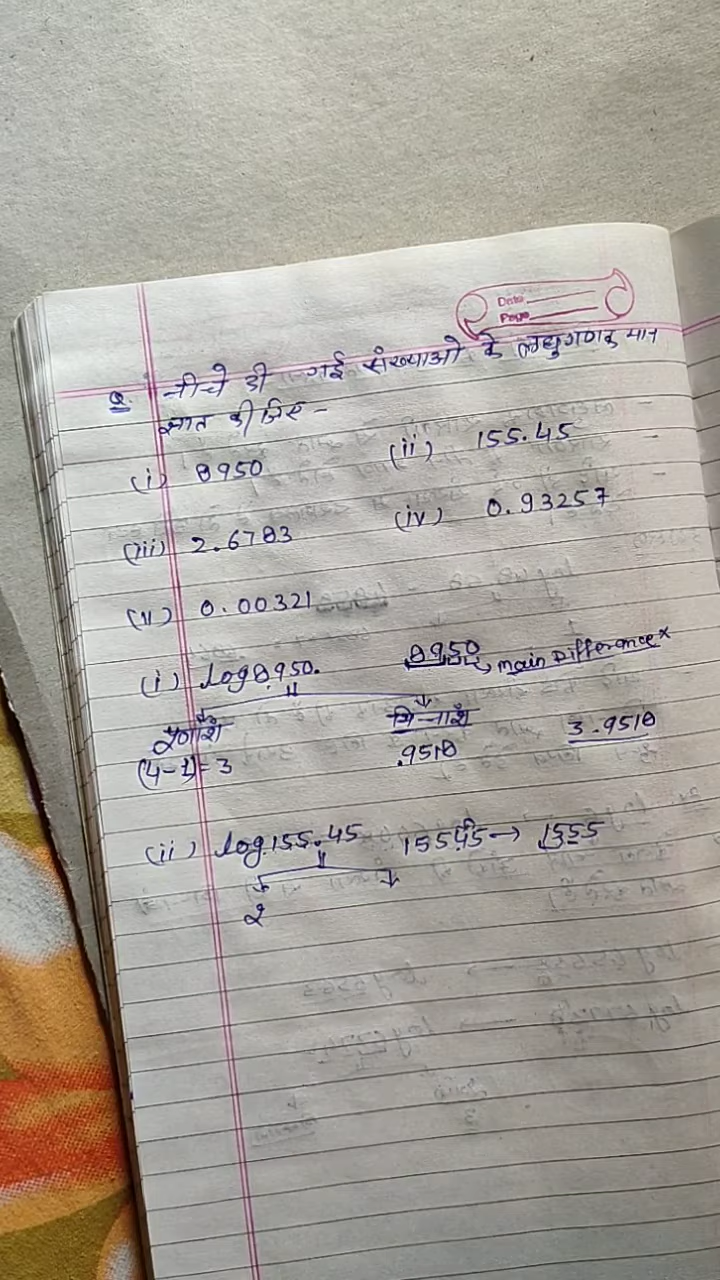 Date
Page
Q. नीचे दी गई संख्याओ के लघुगणक मान
ज्ञात कीजिए -
(i) 8950 (ii) 155.45
(iii) 2.6783 (iv) 0.93257
(v) 0.00321
(i) log 8950. 8950 → main Difference ×
पूर्णांश भिन्नांश 3.9518
(4-1)=3 .9518
(ii) log 155.45 15545 → 1555
2